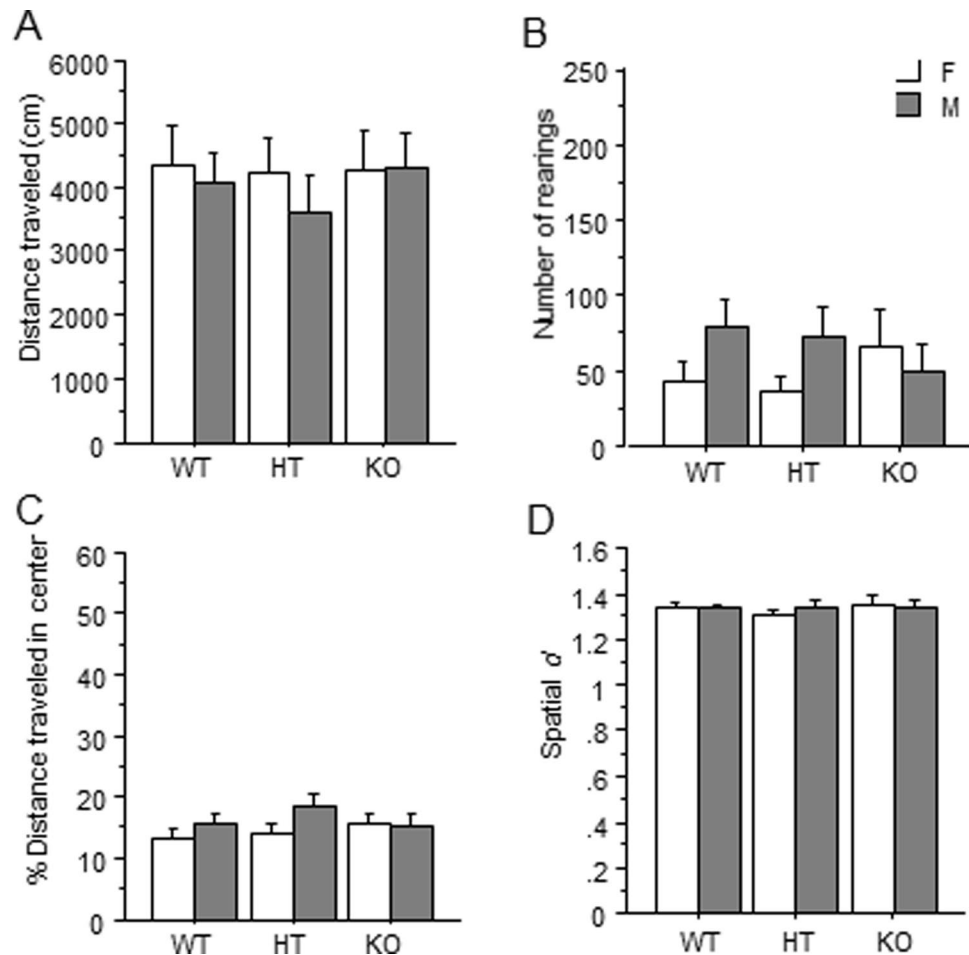 A
Distance traveled (cm)
6000
5000
4000
3000
2000
1000
0
WT HT KO
B
Number of rearings
250
200
150
100
50
0
WT HT KO
F
M
C
% Distance traveled in center
60
50
40
30
20
10
0
WT HT KO
D
Spatial d'
1.6
1.4
1.2
1
.8
.6
.4
.2
0
WT HT KO